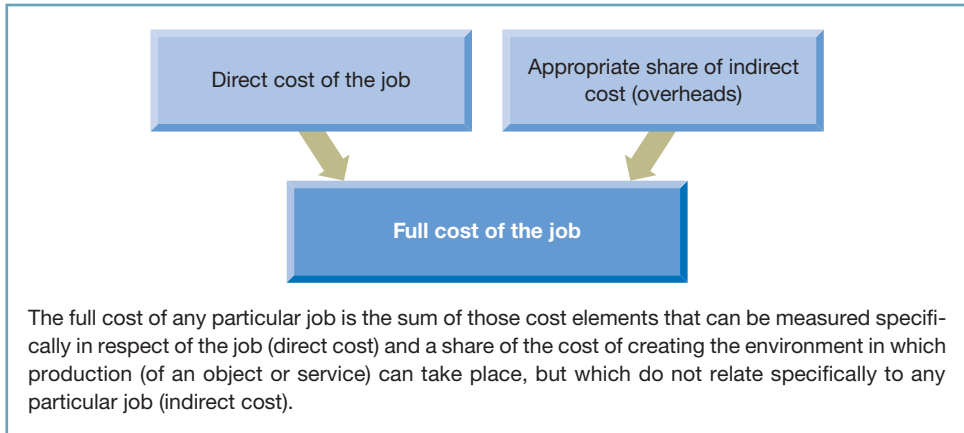 Direct cost of the job
Appropriate share of indirect
cost (overheads)
Full cost of the job
The full cost of any particular job is the sum of those cost elements that can be measured specifi-
cally in respect of the job (direct cost) and a share of the cost of creating the environment in which
production (of an object or service) can take place, but which do not relate specifically to any
particular job (indirect cost).